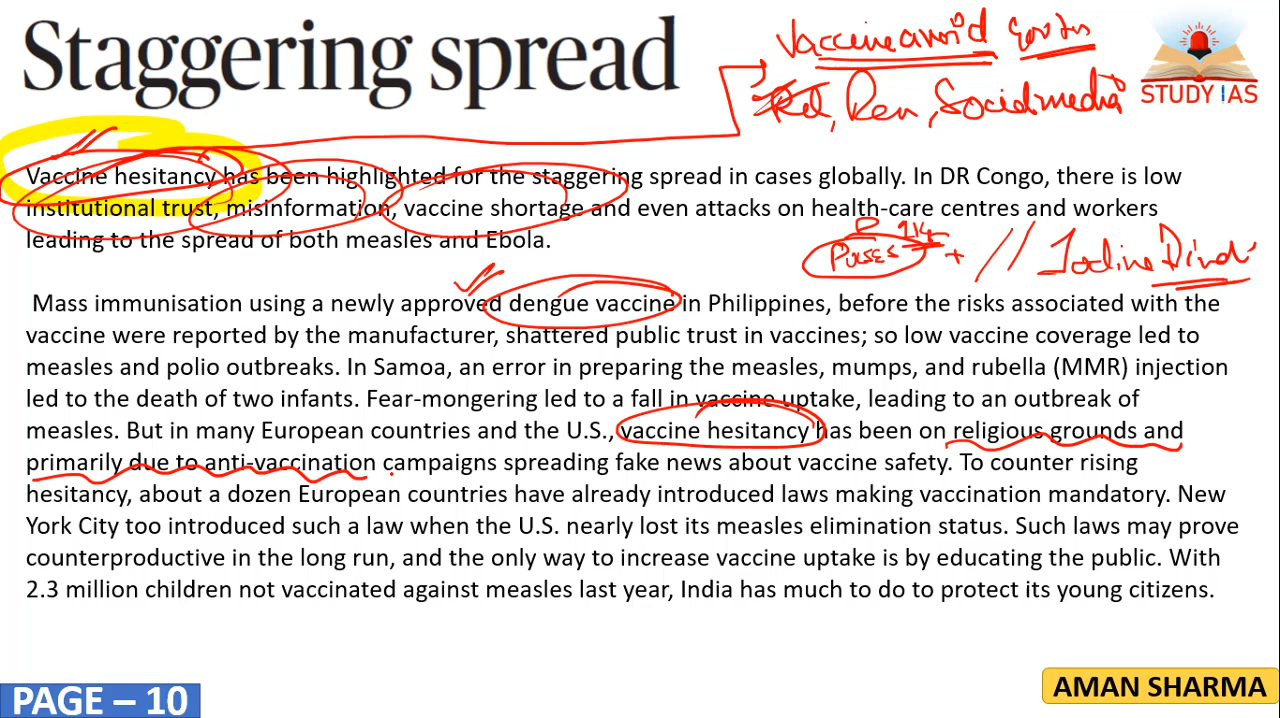 Staggering spread
Vaccine
Social media
STUDY IAS
Vaccine hesitancy has been highlighted for the staggering spread in cases globally. In DR Congo, there is low
institutional trust, misinformation, vaccine shortage and even attacks on health-care centres and workers
leading to the spread of both measles and Ebola.
Iodine
Mass immunisation using a newly approved dengue vaccine in Philippines, before the risks associated with the
vaccine were reported by the manufacturer, shattered public trust in vaccines; so low vaccine coverage led to
measles and polio outbreaks. In Samoa, an error in preparing the measles, mumps, and rubella (MMR) injection
led to the death of two infants. Fear-mongering led to a fall in vaccine uptake, leading to an outbreak of
measles. But in many European countries and the U.S., vaccine hesitancy has been on religious grounds and
primarily due to anti-vaccination campaigns spreading fake news about vaccine safety. To counter rising
hesitancy, about a dozen European countries have already introduced laws making vaccination mandatory. New
York City too introduced such a law when the U.S. nearly lost its measles elimination status. Such laws may prove
counterproductive in the long run, and the only way to increase vaccine uptake is by educating the public. With
2.3 million children not vaccinated against measles last year, India has much to do to protect its young citizens.
PAGE – 10
AMAN SHARMA